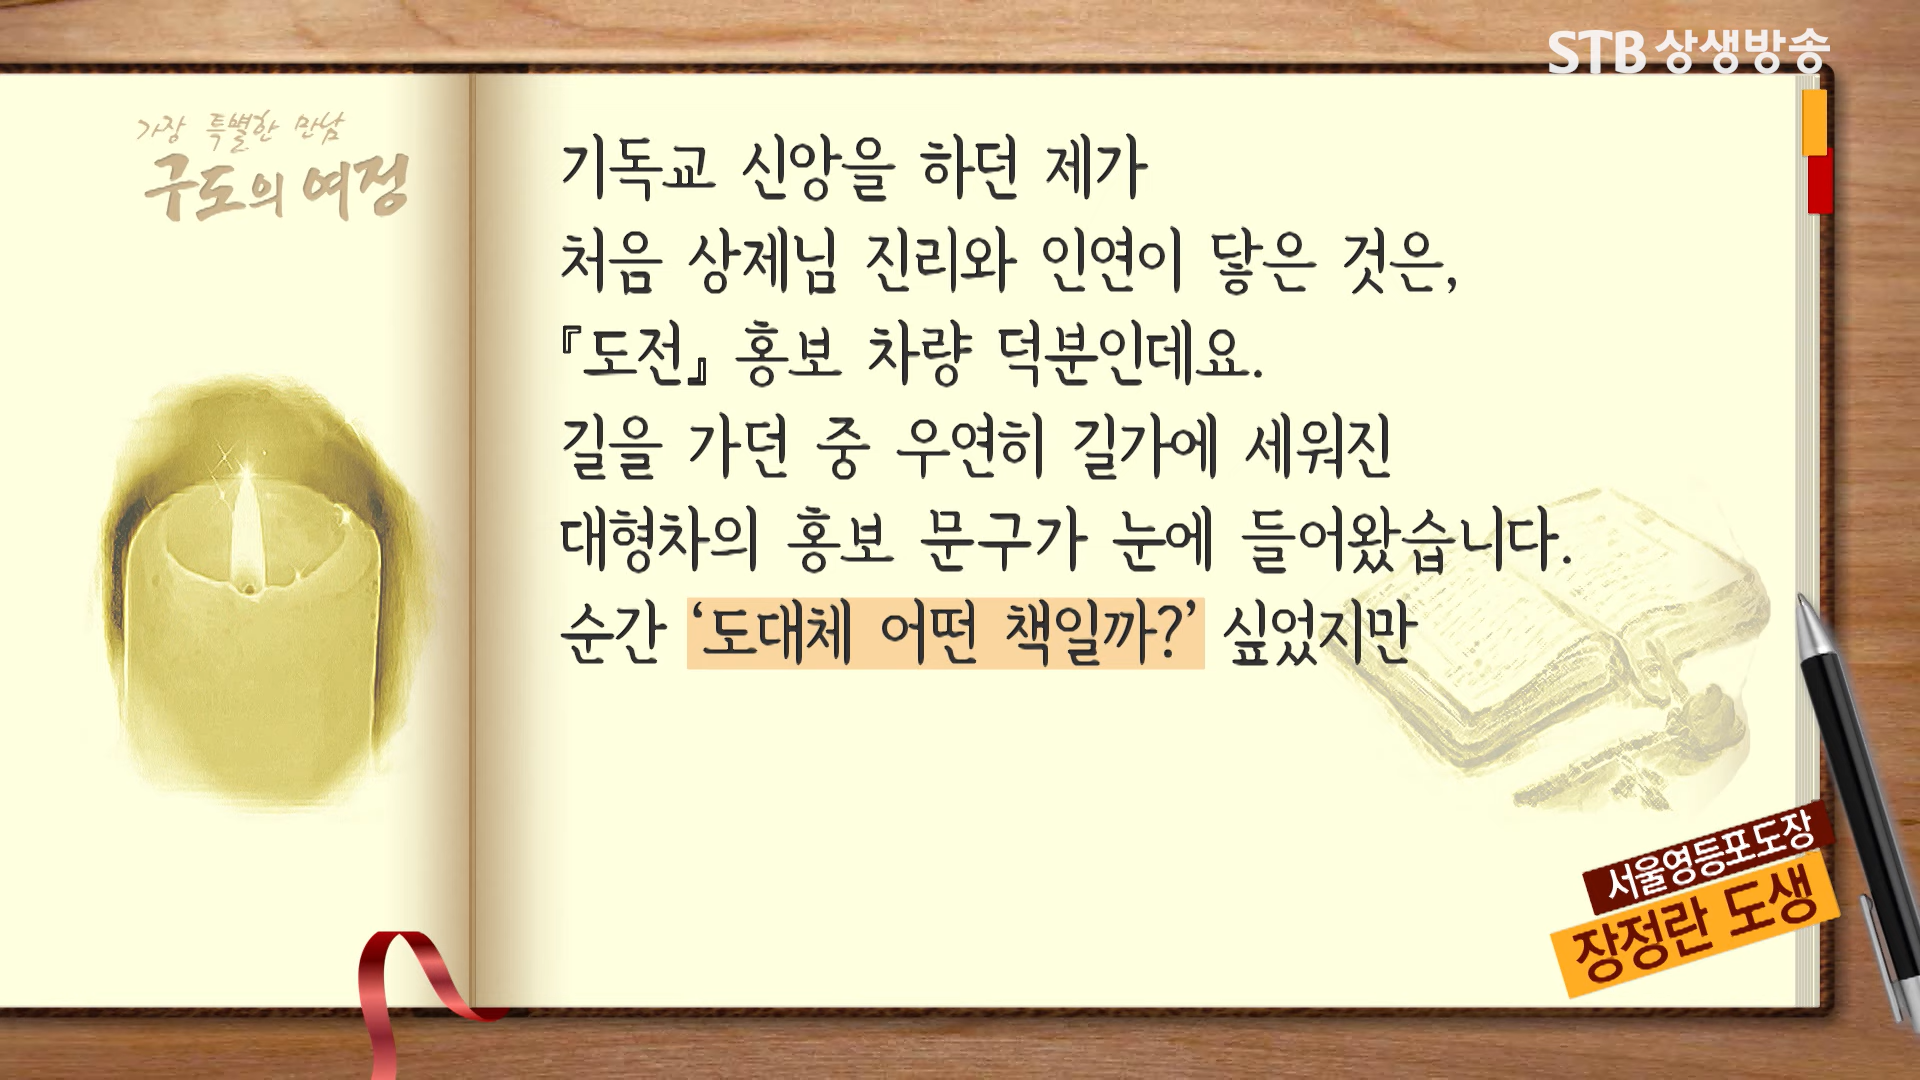 STB 상생방송
가장 특별한 만남
구도의 여정
기독교 신앙을 하던 제가
처음 상제님 진리와 인연이 닿은 것은,
『도전』 홍보 차량 덕분인데요.
길을 가던 중 우연히 길가에 세워진
대형차의 홍보 문구가 눈에 들어왔습니다.
순간 ‘도대체 어떤 책일까?’ 싶었지만
서울영등포도장
장정란 도생